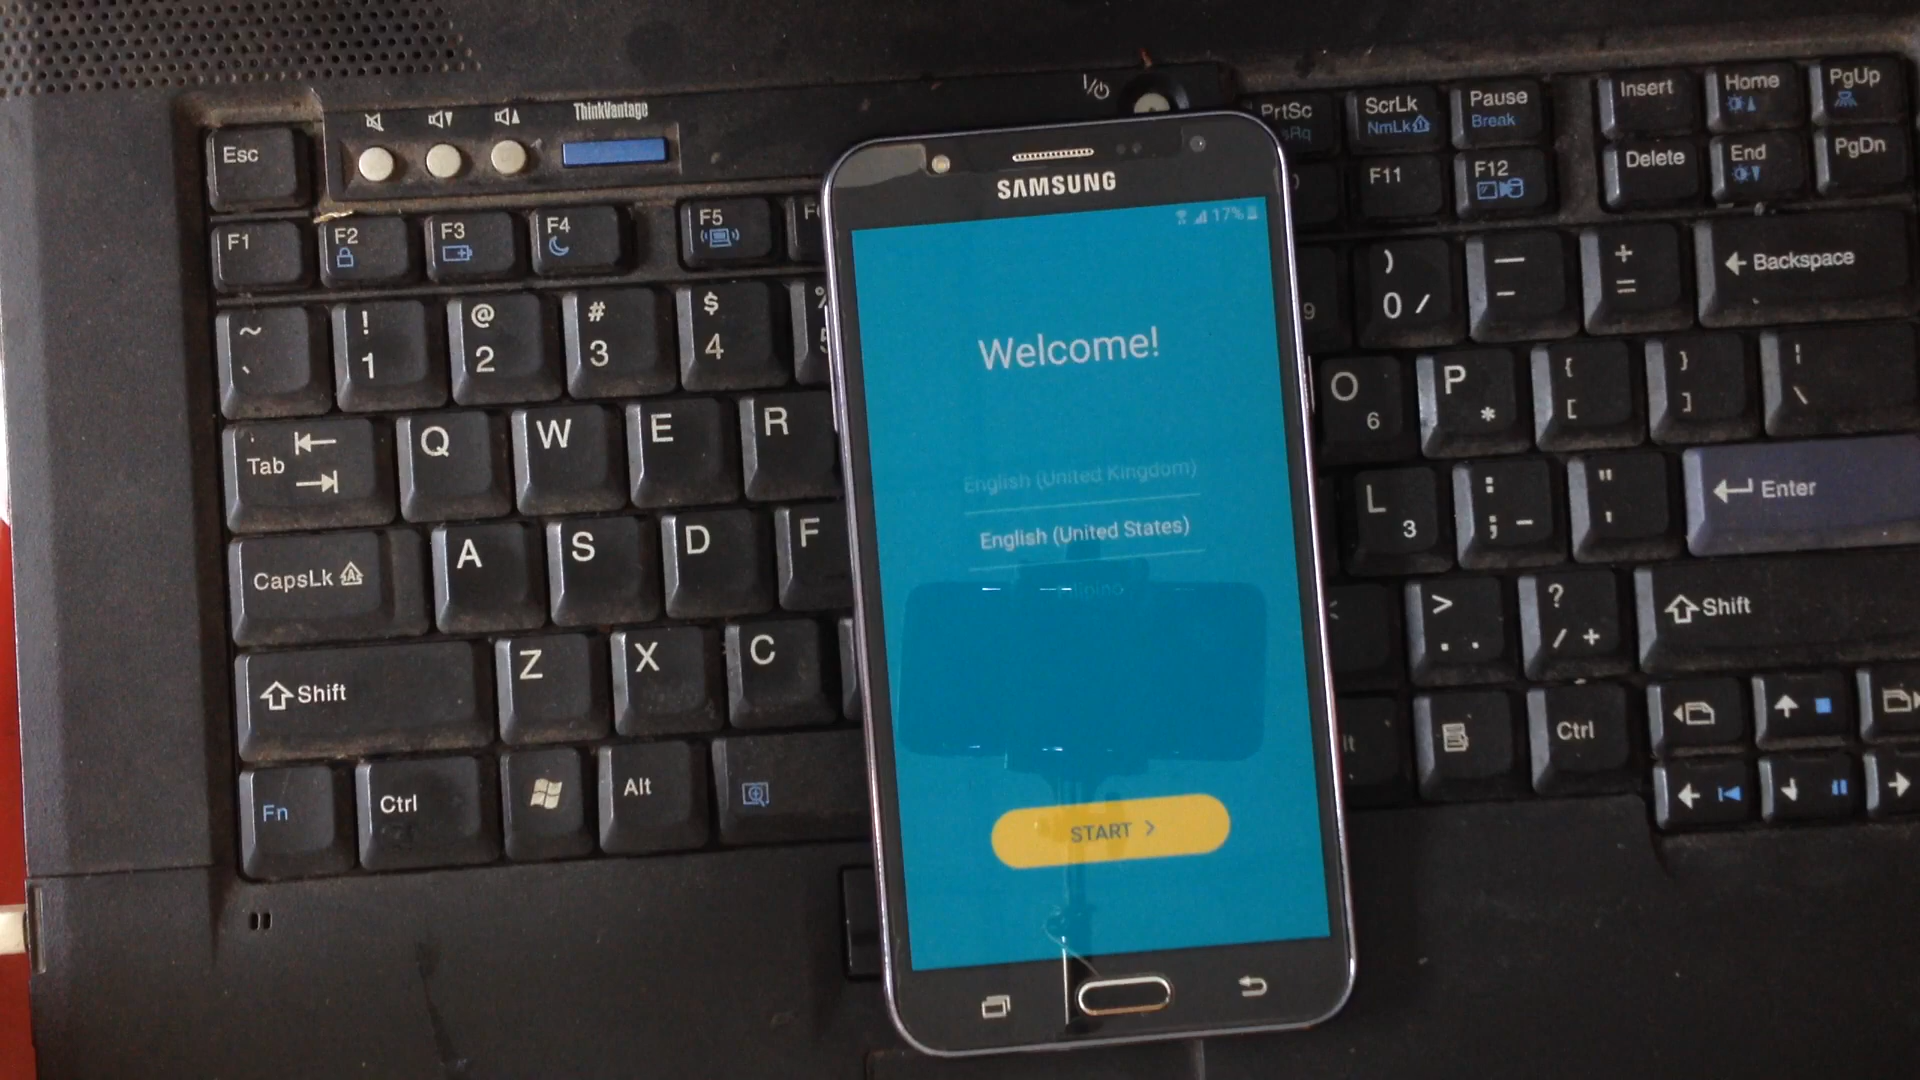 ThinkVantage
Esc
PrtSc
ScrLk
NmLk
Pause
Break
Insert
Home
PgUp
F1
F2
F3
F4
F5
F11
F12
Delete
End
PgDn
SAMSUNG
17%
~ `
! 1
@ 2
# 3
$ 4
) 0 /
— -
+ =
← Backspace
Welcome!
Tab
Q
W
E
R
O 6
P *
{ [
} ]
¦ \
English (United Kingdom)
English (United States)
CapsLk
A
S
D
F
L 3
: ; -
" '
Enter
Shift
Z
X
C
> . .
? / +
Shift
START >
Fn
Ctrl
Alt
Ctrl